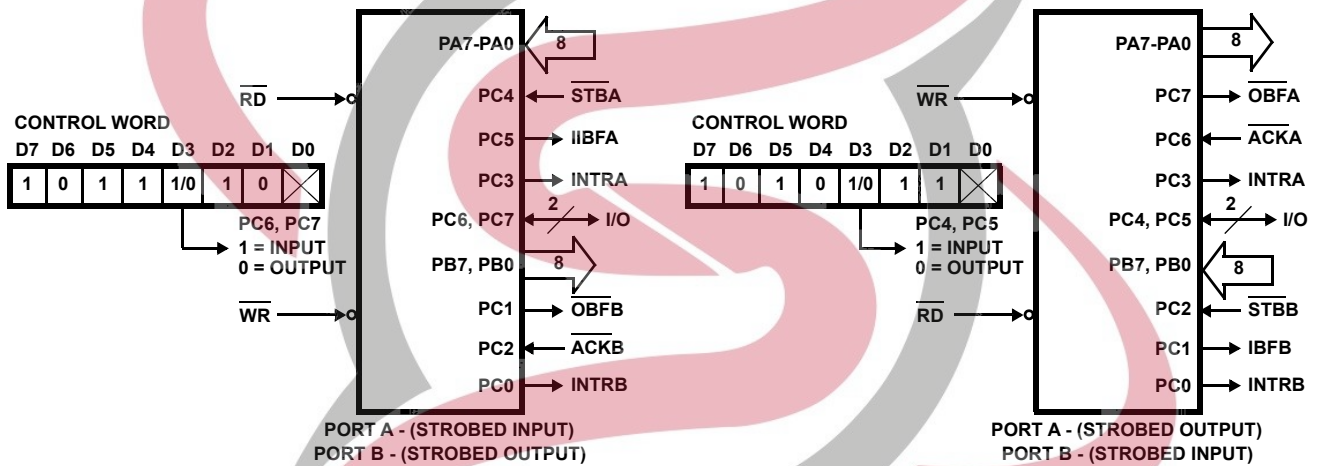 PA7-PA0 8
RD
PC4 STBA
CONTROL WORD
D7 D6 D5 D4 D3 D2 D1 D0
1 0 1 1 1/0 1 0
PC5 IIBFA
PC3 INTRA
PC6, PC7 2 I/O
PC6, PC7
1 = INPUT
0 = OUTPUT
PB7, PB0 8
WR
PC1 OBFB
PC2 ACKB
PC0 INTRB
PORT A - (STROBED INPUT)
PORT B - (STROBED OUTPUT)
PA7-PA0 8
WR
PC7 OBFA
CONTROL WORD
D7 D6 D5 D4 D3 D2 D1 D0
1 0 1 0 1/0 1 1
PC6 ACKA
PC3 INTRA
PC4, PC5 2 I/O
PC4, PC5
1 = INPUT
0 = OUTPUT
PB7, PB0 8
RD
PC2 STBB
PC1 IBFB
PC0 INTRB
PORT A - (STROBED OUTPUT)
PORT B - (STROBED INPUT)